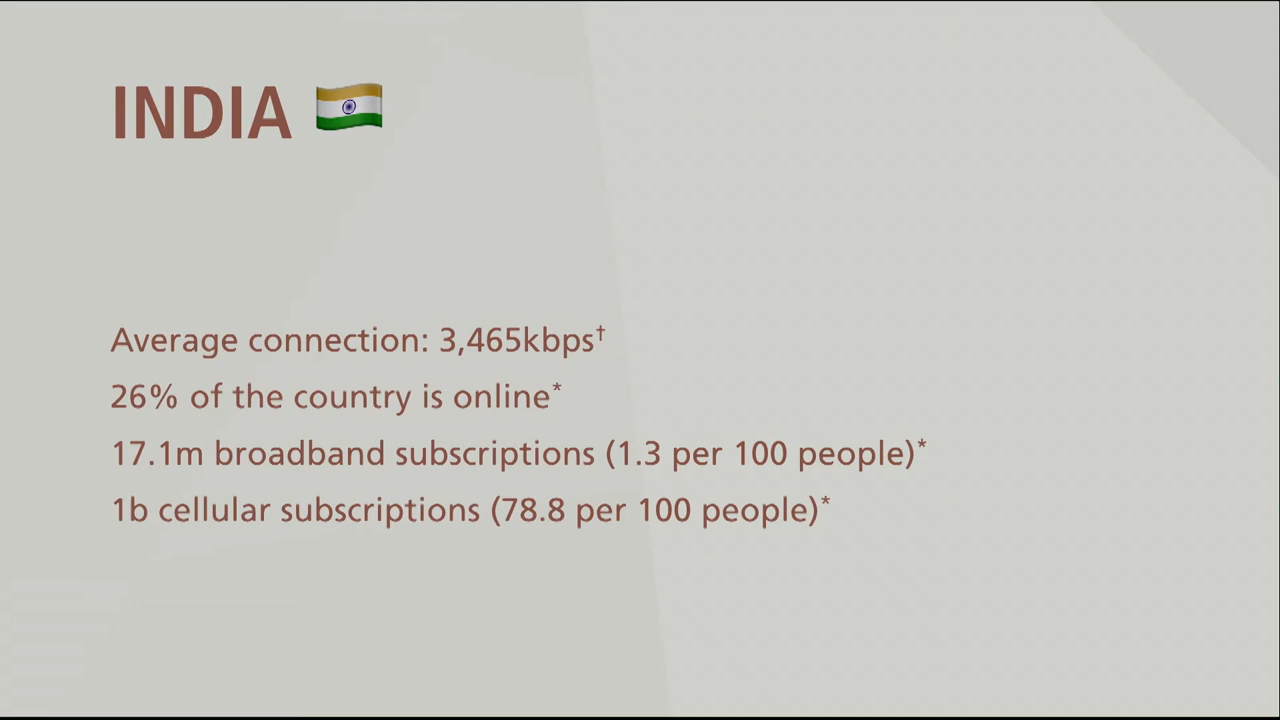 INDIA 🇮🇳
Average connection: 3,465kbps†
26% of the country is online*
17.1m broadband subscriptions (1.3 per 100 people)*
1b cellular subscriptions (78.8 per 100 people)*